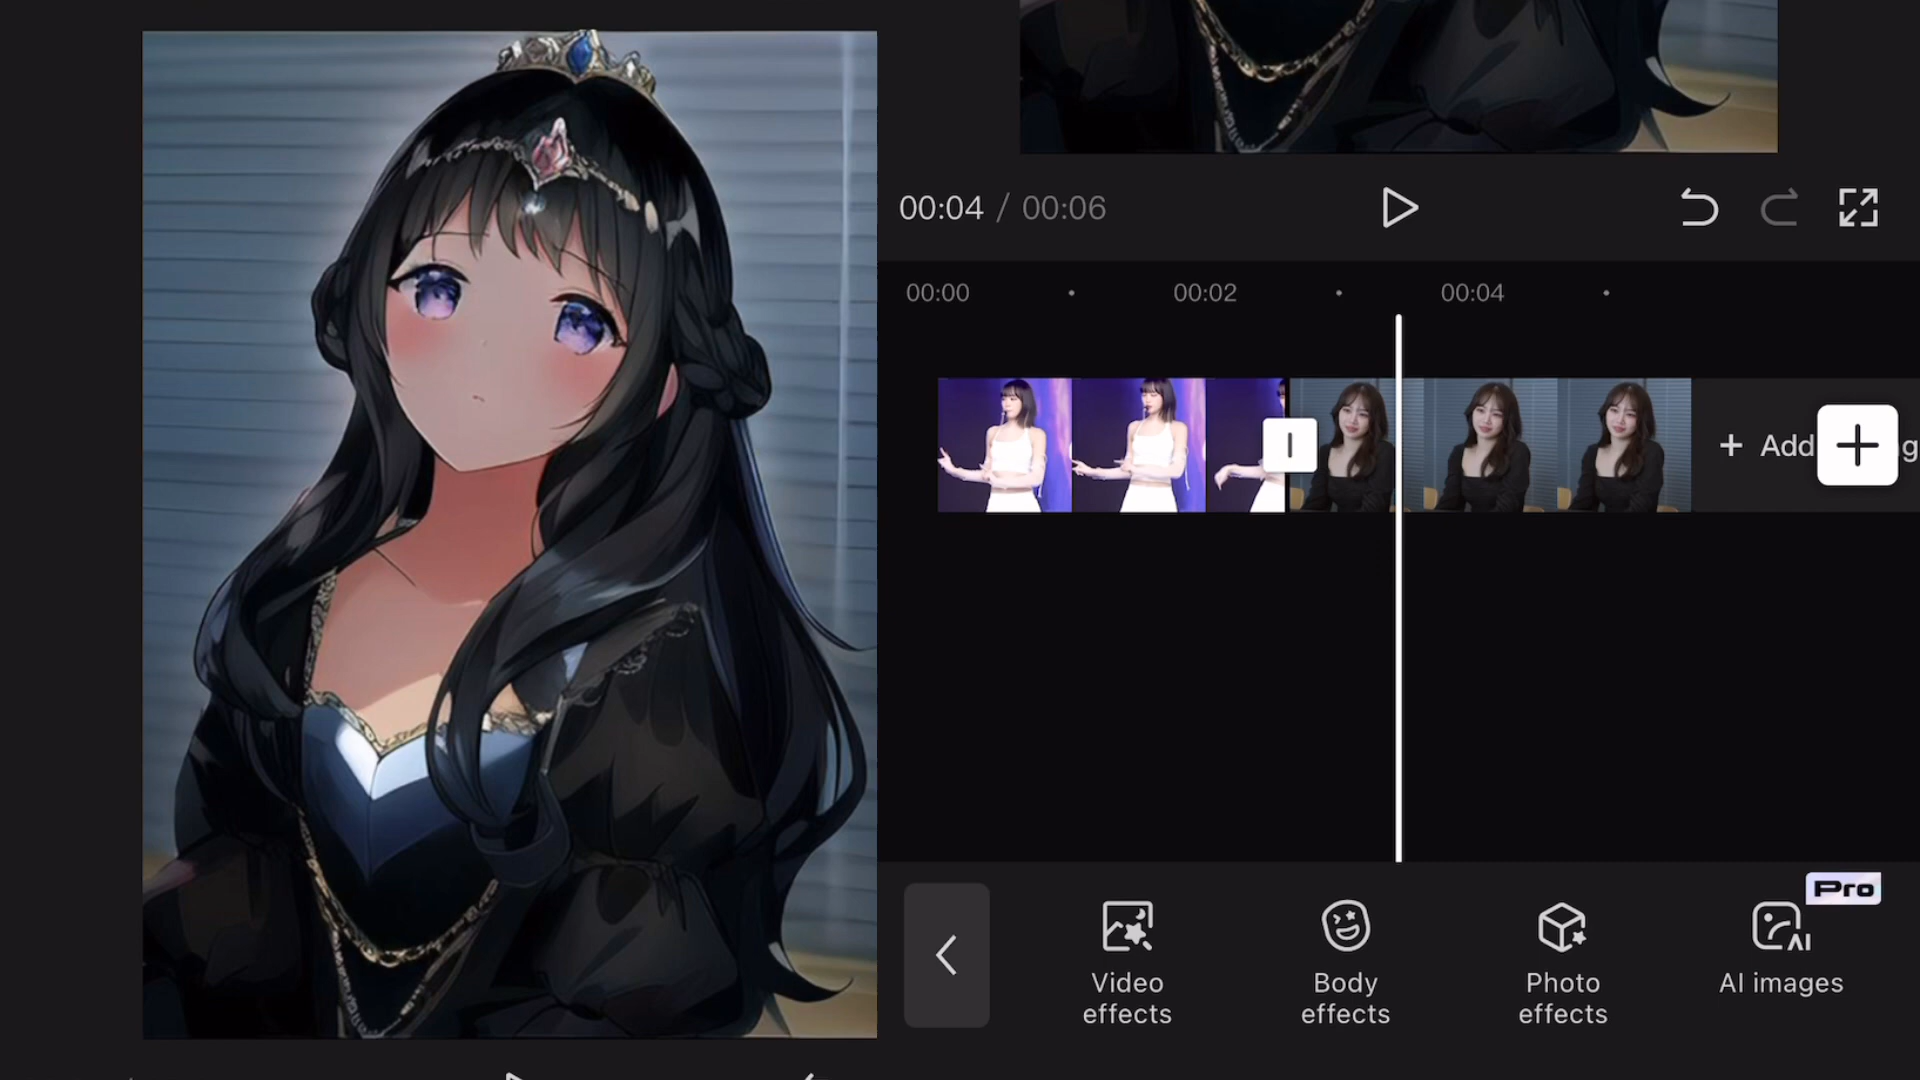 00:04 / 00:06
00:00
00:02
00:04
+ Add
g
Pro
Video effects
Body effects
Photo effects
AI images